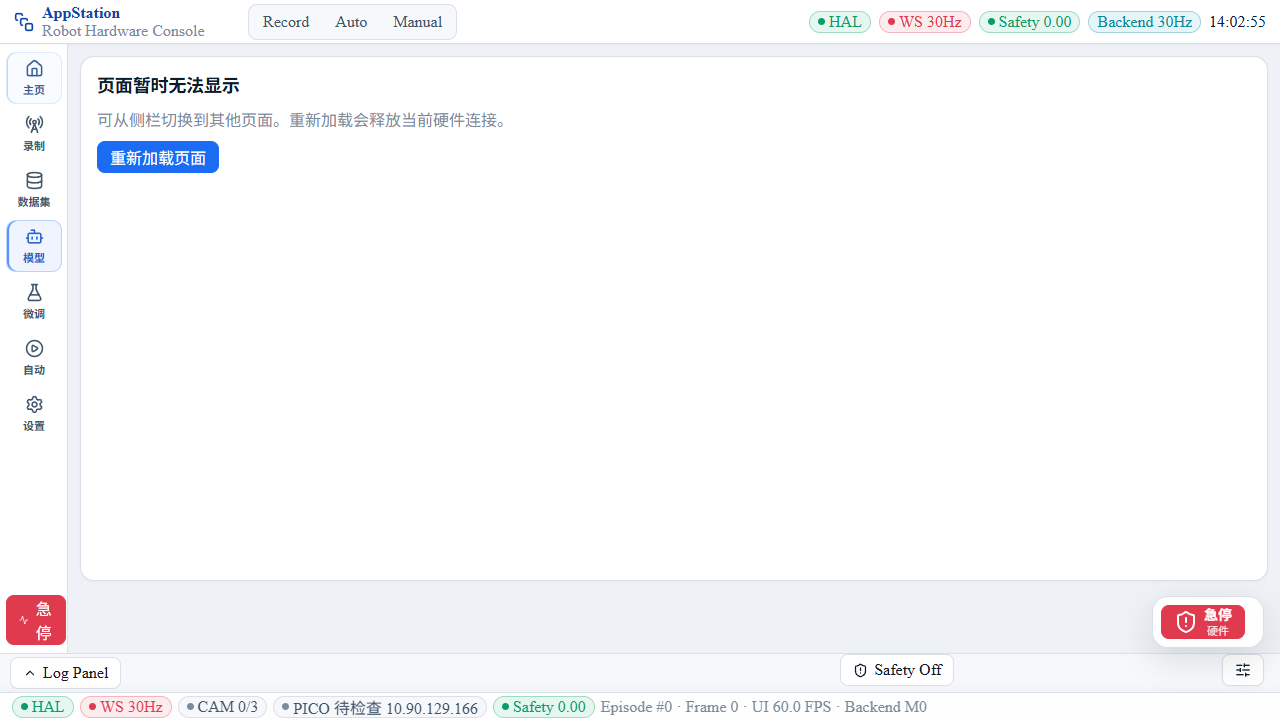 AppStation
Robot Hardware Console
Record Auto Manual
HAL WS 30Hz Safety 0.00 Backend 30Hz 14:02:55
主页
录制
数据集
模型
微调
自动
设置
急停
页面暂时无法显示
可从侧栏切换到其他页面。重新加载会释放当前硬件连接。
重新加载页面
急停
硬件
Log Panel
Safety Off
HAL WS 30Hz CAM 0/3 PICO 待检查 10.90.129.166 Safety 0.00 Episode #0 · Frame 0 · UI 60.0 FPS · Backend M0